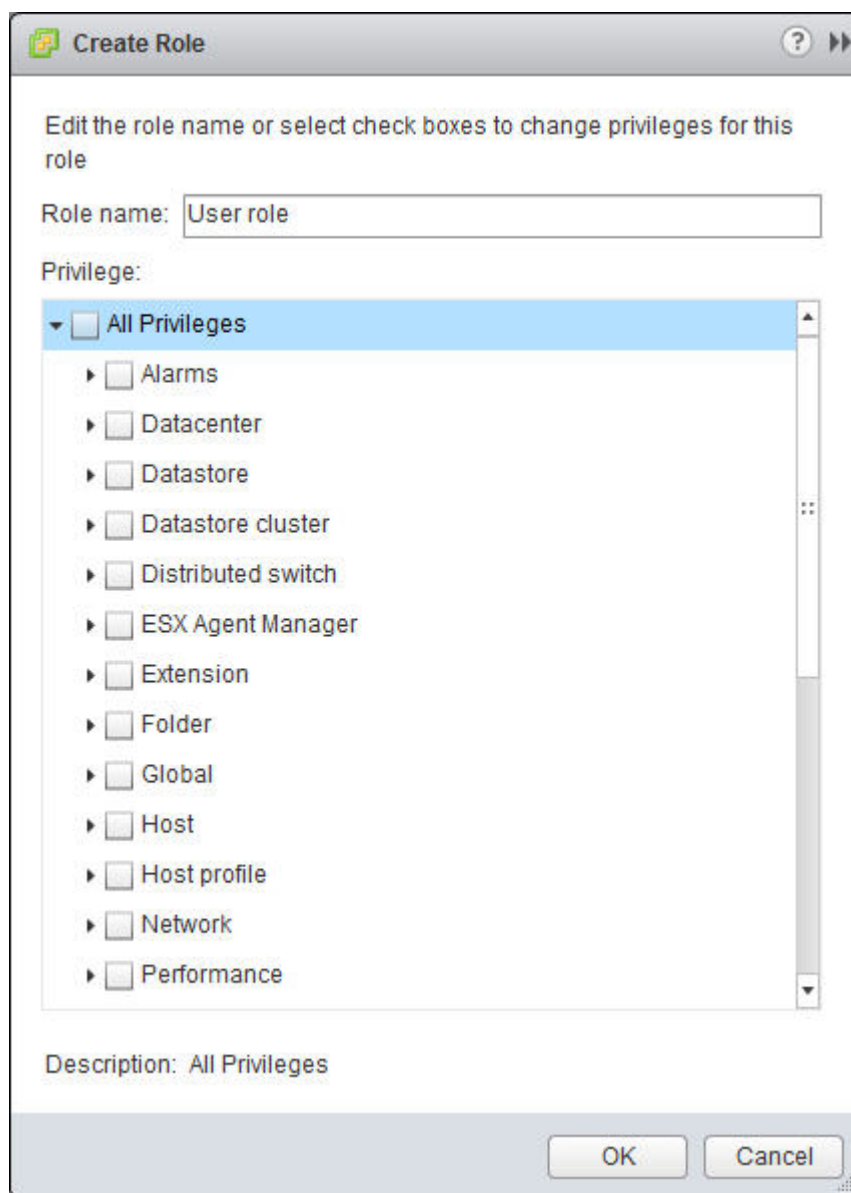 Create Role
?
Edit the role name or select check boxes to change privileges for this
role
Role name: User role
Privilege:
All Privileges
Alarms
Datacenter
Datastore
Datastore cluster
Distributed switch
ESX Agent Manager
Extension
Folder
Global
Host
Host profile
Network
Performance
Description: All Privileges
OK Cancel